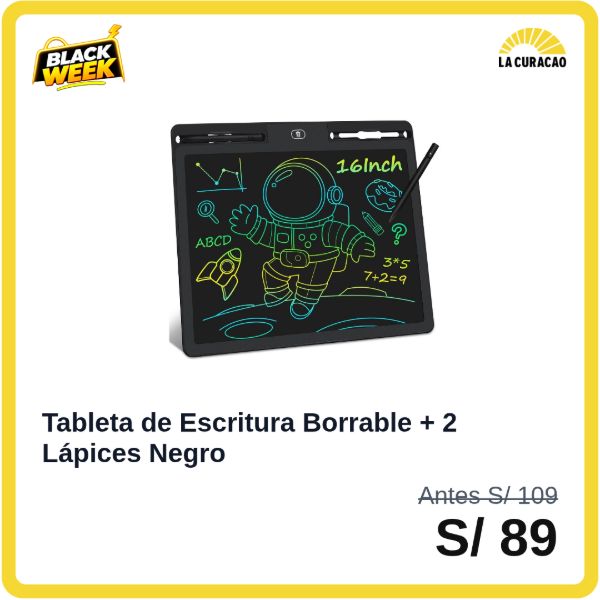 BLACK
WEEK
LA CURACAO
16Inch
ABCD
?
3*5
7+2=9
Tableta de Escritura Borrable + 2
Lápices Negro
Antes S/ 109
S/ 89